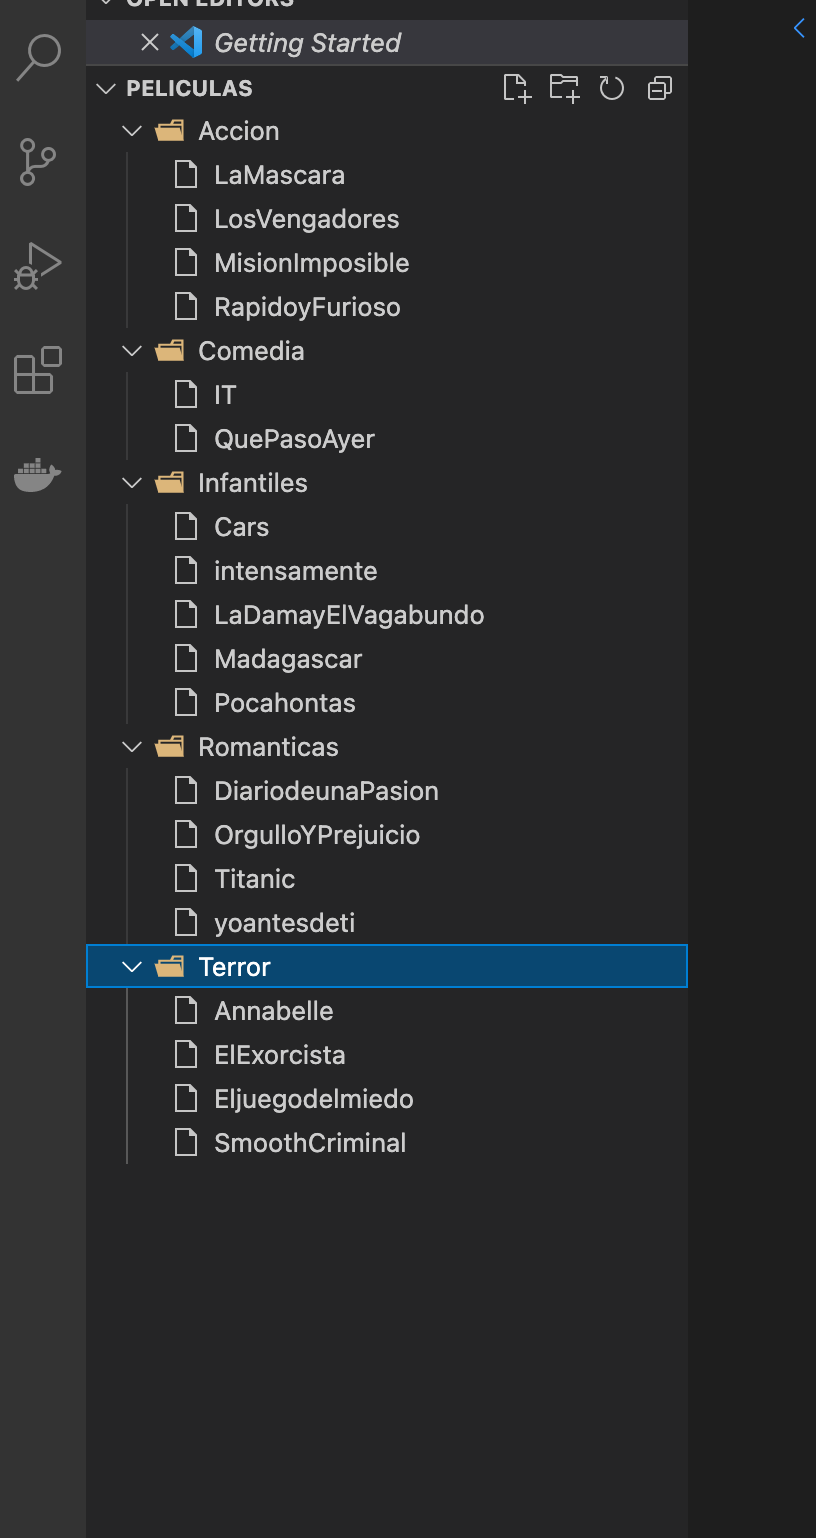 OPEN EDITORS
Getting Started
PELICULAS
Accion
LaMascara
LosVengadores
MisionImposible
RapidoyFurioso
Comedia
IT
QuePasoAyer
Infantiles
Cars
intensamente
LaDamayElVagabundo
Madagascar
Pocahontas
Romanticas
DiariodeunaPasion
OrgulloYPrejuicio
Titanic
yoantesdeti
Terror
Annabelle
ElExorcista
Eljuegodelmiedo
SmoothCriminal